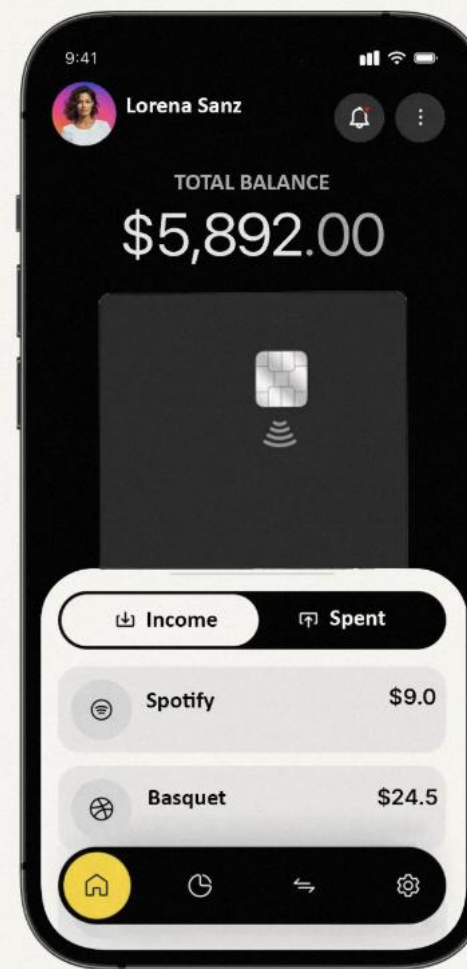 9:41
Lorena Sanz
TOTAL BALANCE
$5,892.00
Income Spent
Spotify $9.0
Basquet $24.5